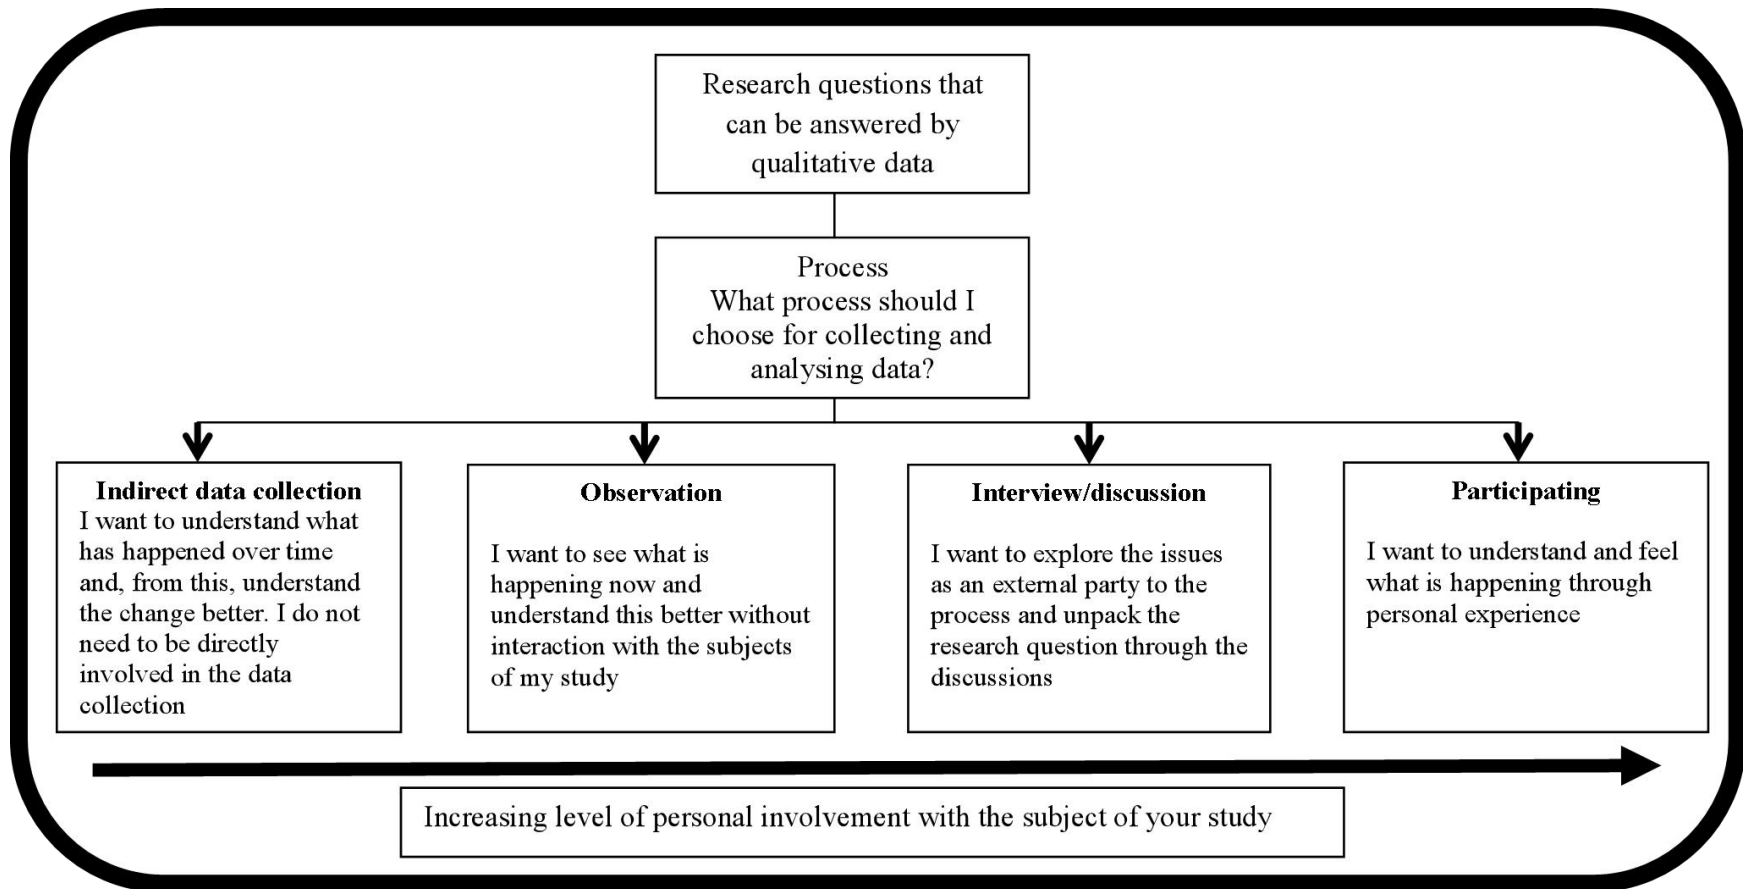 Research questions that
can be answered by
qualitative data
Process
What process should I
choose for collecting and
analysing data?
Indirect data collection
I want to understand what
has happened over time
and, from this, understand
the change better. I do not
need to be directly
involved in the data
collection
Observation
I want to see what is
happening now and
understand this better without
interaction with the subjects
of my study
Interview/discussion
I want to explore the issues
as an external party to the
process and unpack the
research question through the
discussions
Participating
I want to understand and feel
what is happening through
personal experience
Increasing level of personal involvement with the subject of your study